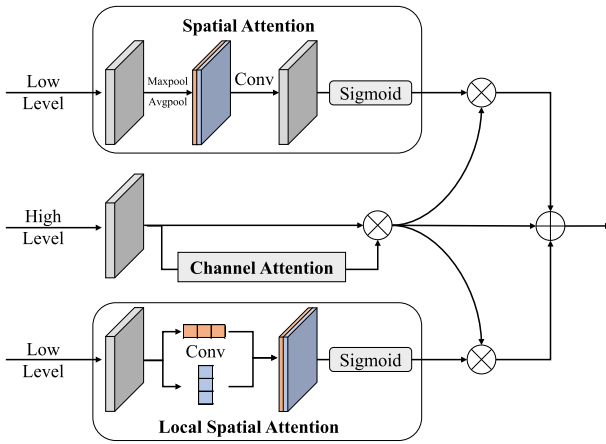 Spatial Attention
Low
Level
Maxpool
Avgpool
Conv
Sigmoid
High
Level
Channel Attention
Low
Level
Conv
Sigmoid
Local Spatial Attention